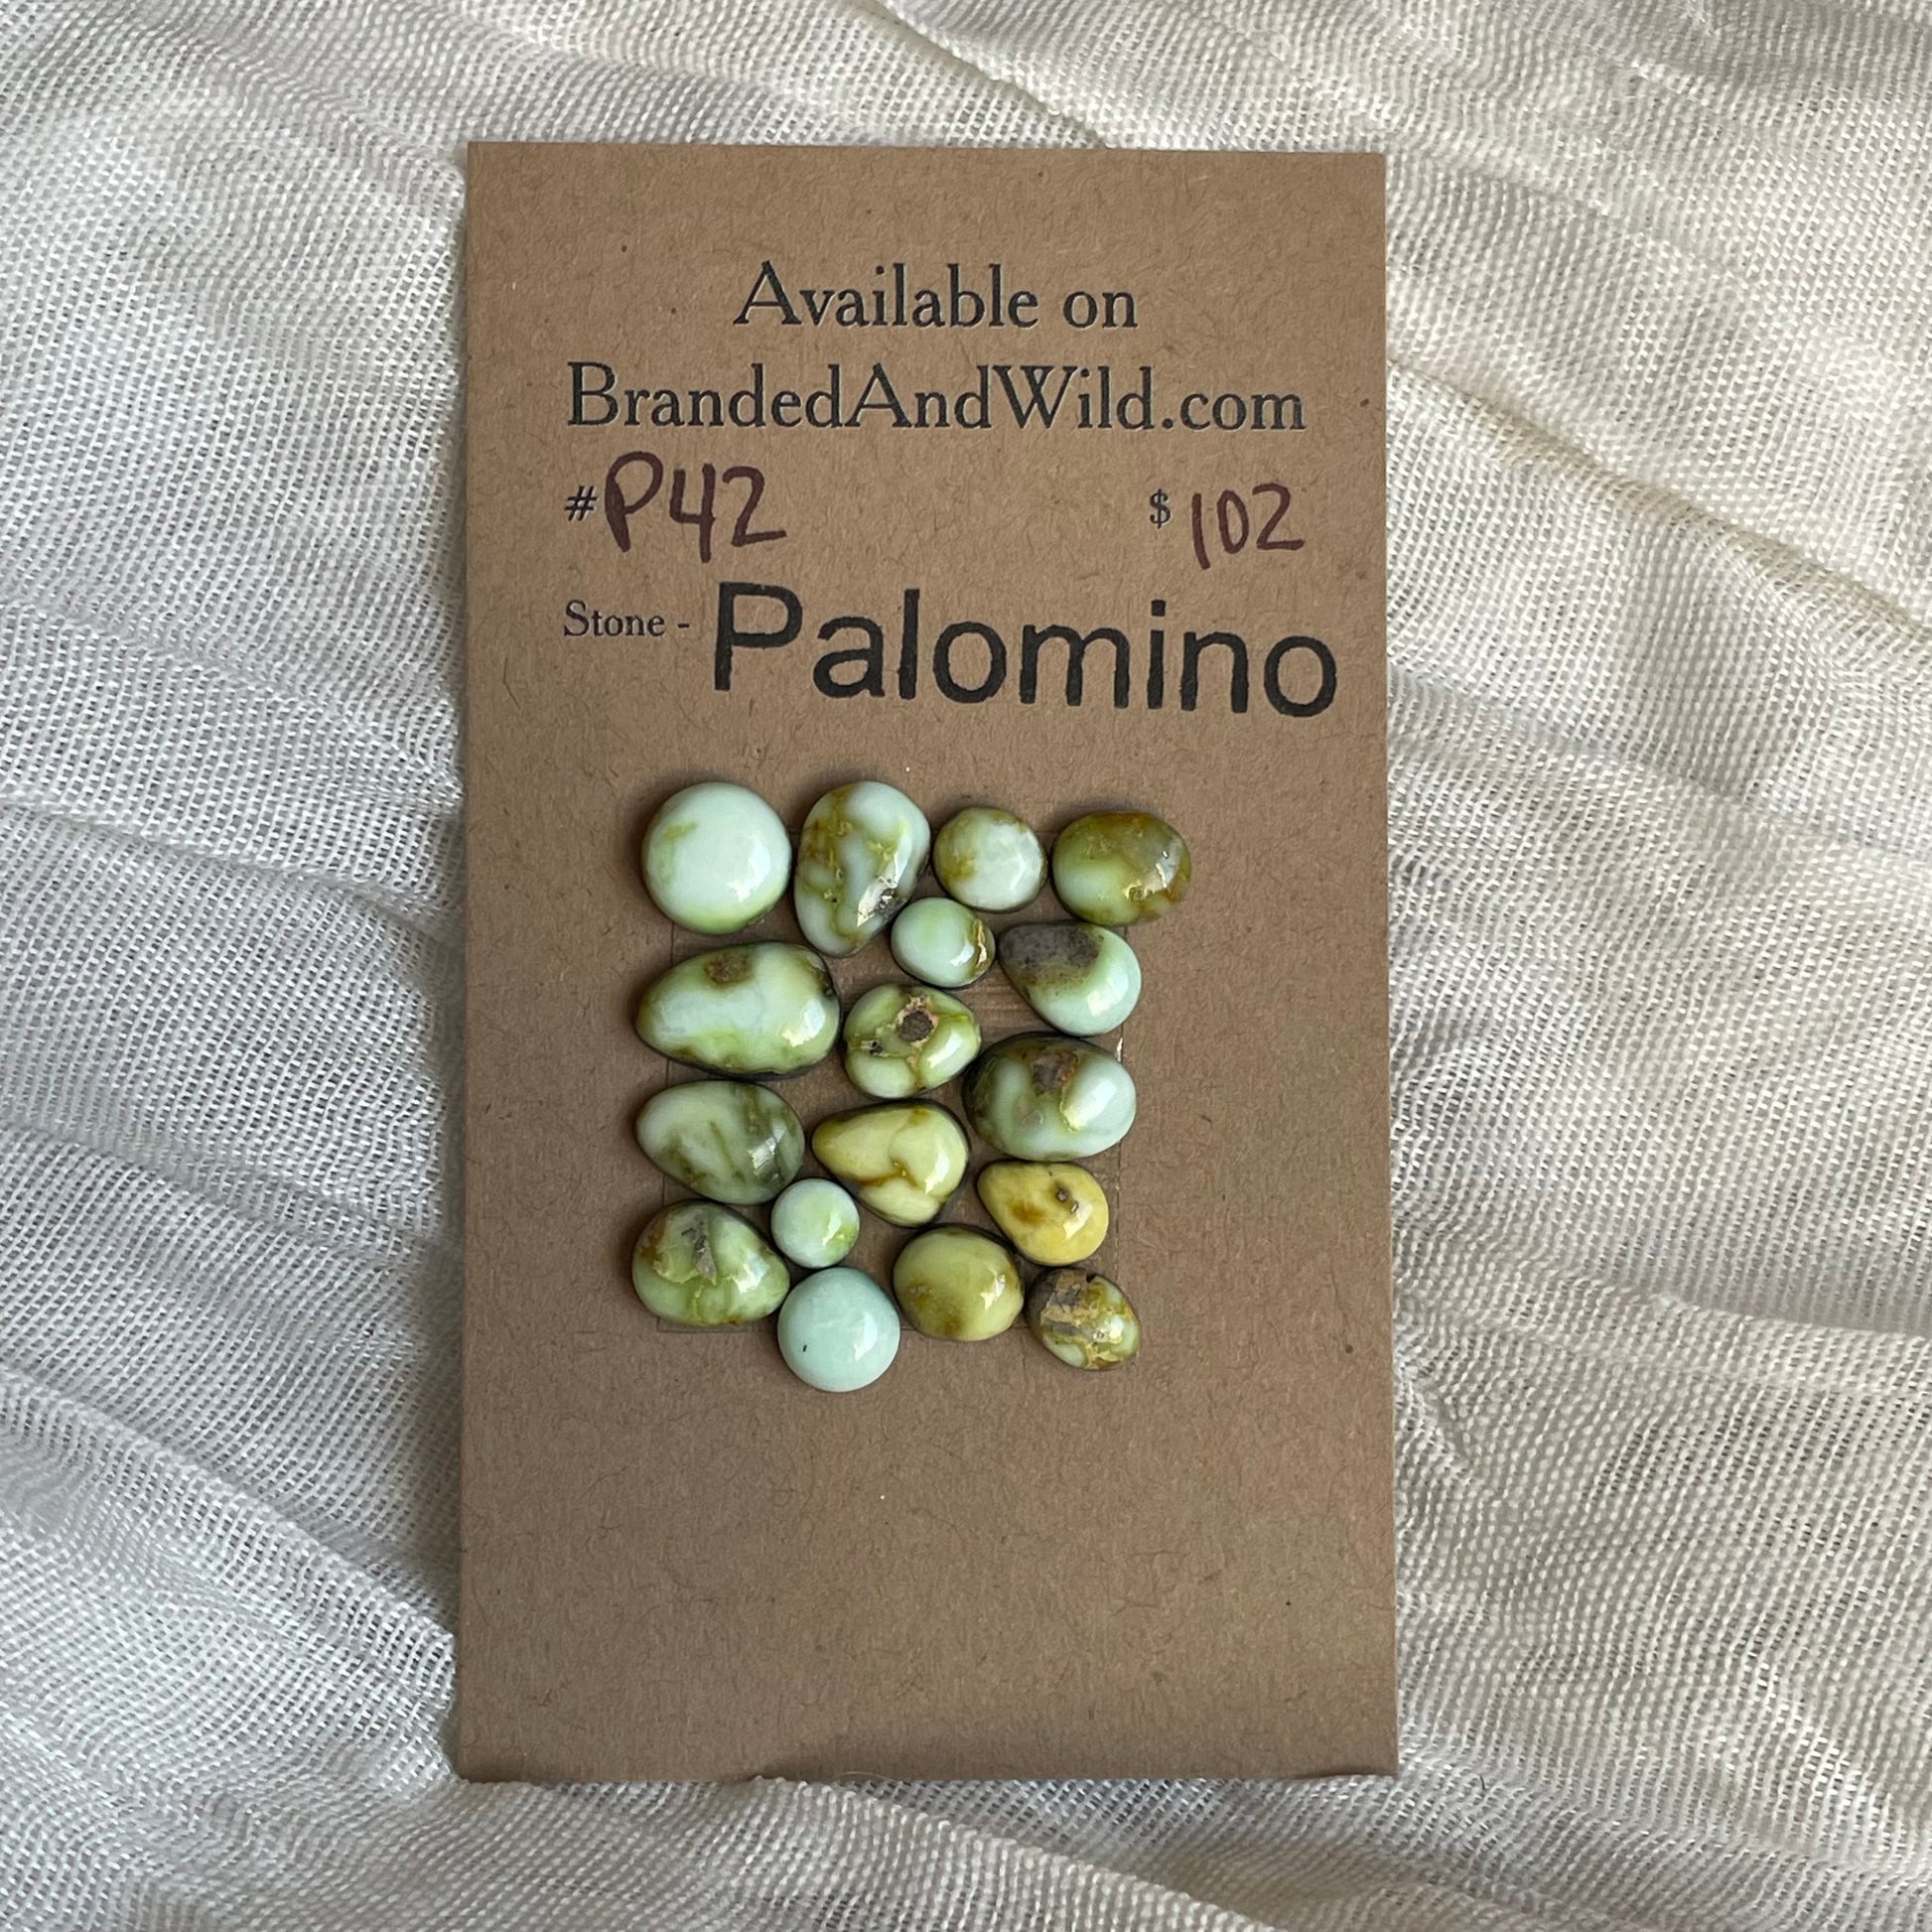 Available on
BrandedAndWild.com
#P42 $102
Stone - Palomino